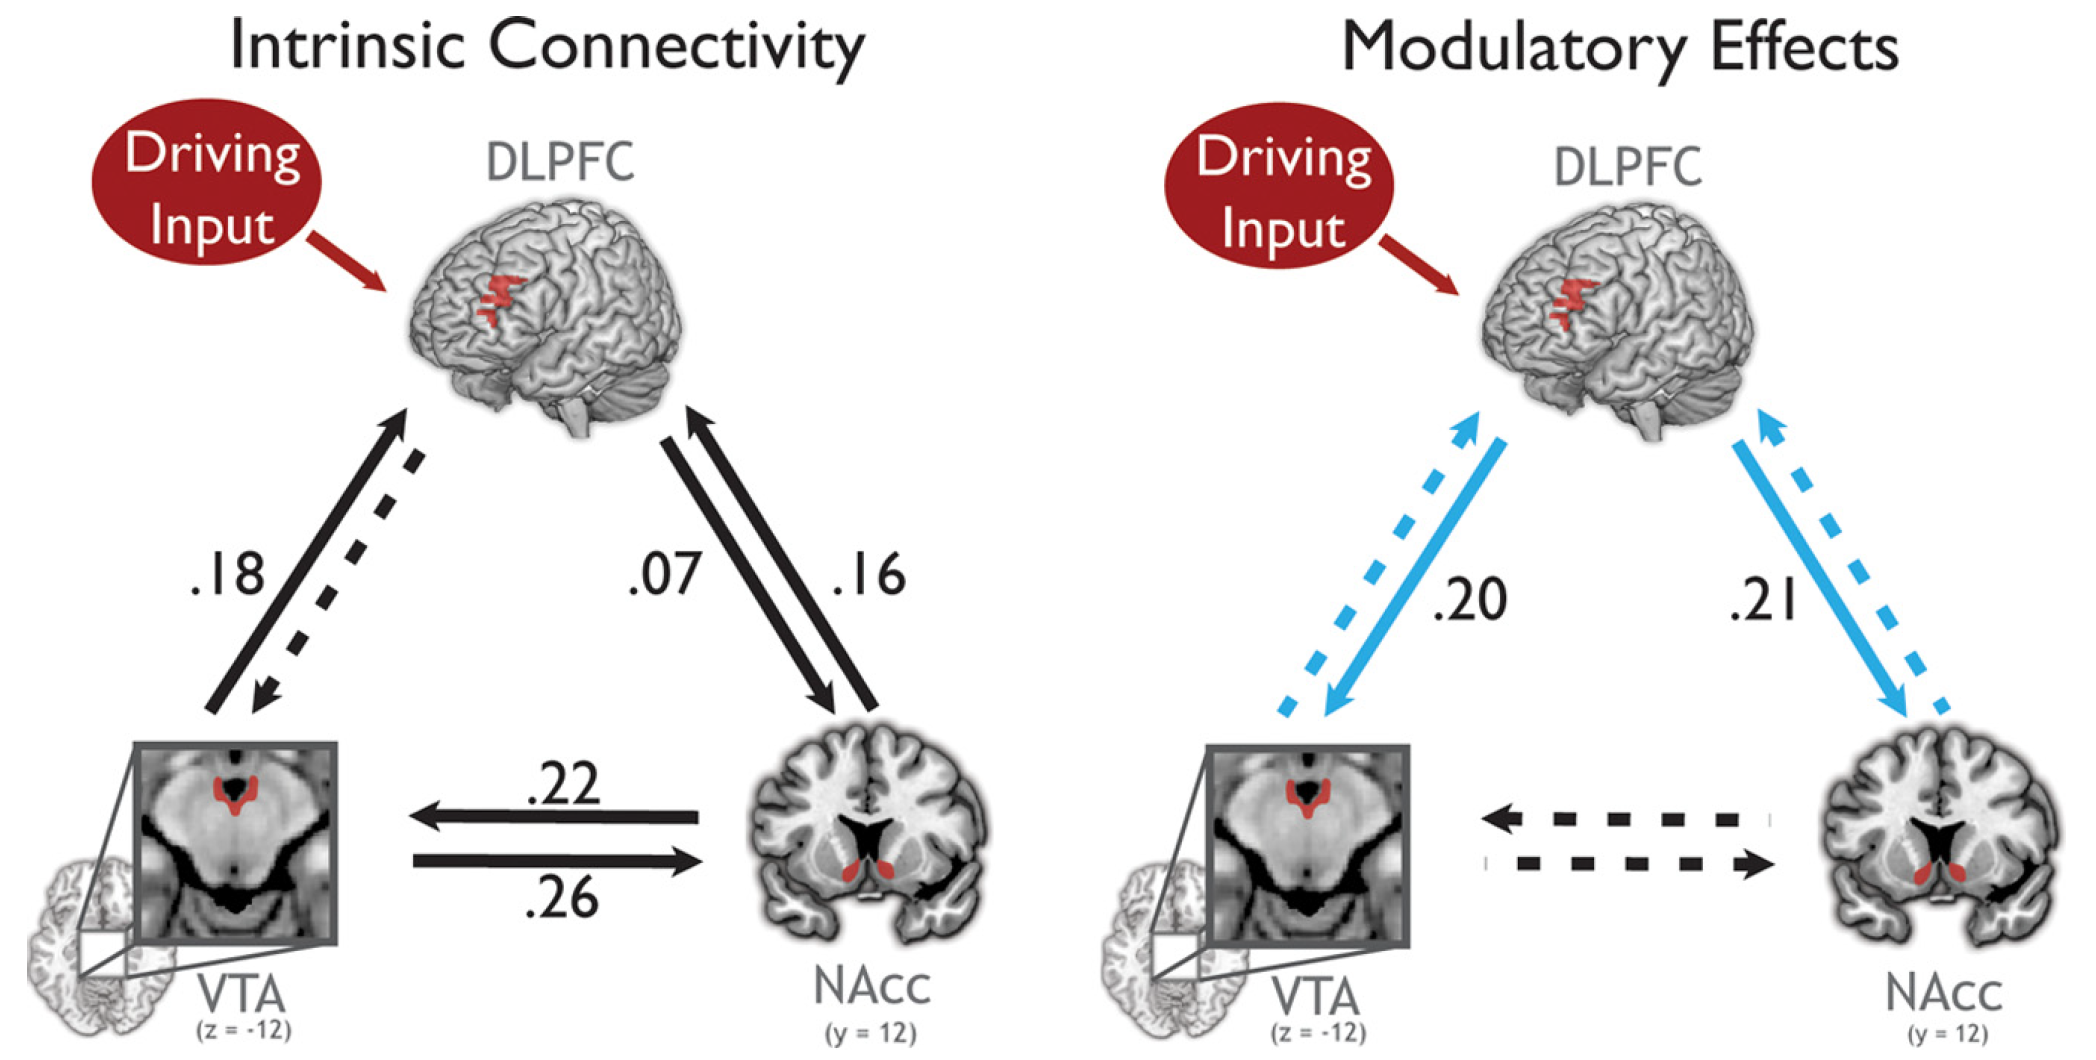 Intrinsic Connectivity
Driving
Input
DLPFC
.18
.07
.16
.22
.26
VTA
(z = -12)
NAcc
(y = 12)
Modulatory Effects
Driving
Input
DLPFC
.20
.21
VTA
(z = -12)
NAcc
(y = 12)